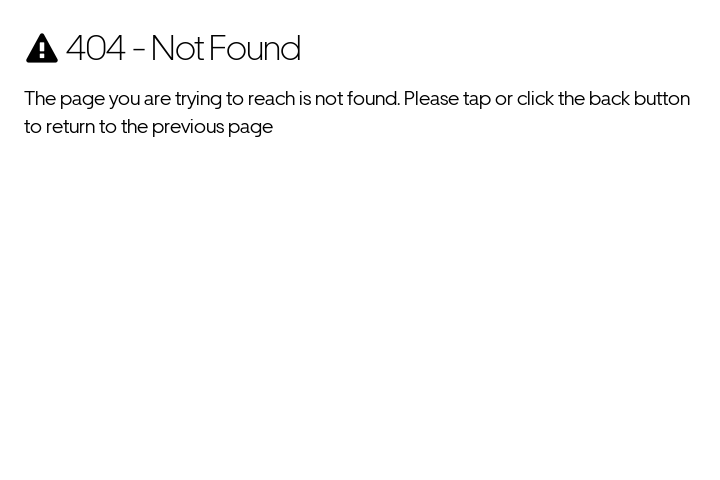 404 - Not Found
The page you are trying to reach is not found. Please tap or click the back button
to return to the previous page